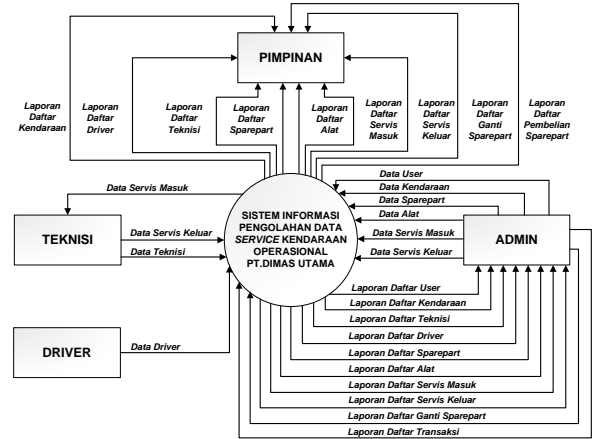 PIMPINAN
Laporan
Daftar
Kendaraan
Laporan
Daftar
Driver
Laporan
Daftar
Teknisi
Laporan
Daftar
Sparepart
Laporan
Daftar
Alat
Laporan
Daftar
Servis
Masuk
Laporan
Daftar
Servis
Keluar
Laporan
Daftar
Ganti
Sparepart
Laporan
Daftar
Pembelian
Sparepart
Data User
Data Kendaraan
Data Sparepart
Data Alat
Data Servis Masuk
Data Servis Keluar
ADMIN
Data Servis Masuk
TEKNISI
Data Servis Keluar
Data Teknisi
SISTEM INFORMASI
PENGOLAHAN DATA
SERVICE KENDARAAN
OPERASIONAL
PT.DIMAS UTAMA
DRIVER
Data Driver
Laporan Daftar User
Laporan Daftar Kendaraan
Laporan Daftar Teknisi
Laporan Daftar Driver
Laporan Daftar Sparepart
Laporan Daftar Alat
Laporan Daftar Servis Masuk
Laporan Daftar Servis Keluar
Laporan Daftar Ganti Sparepart
Laporan Daftar Transaksi